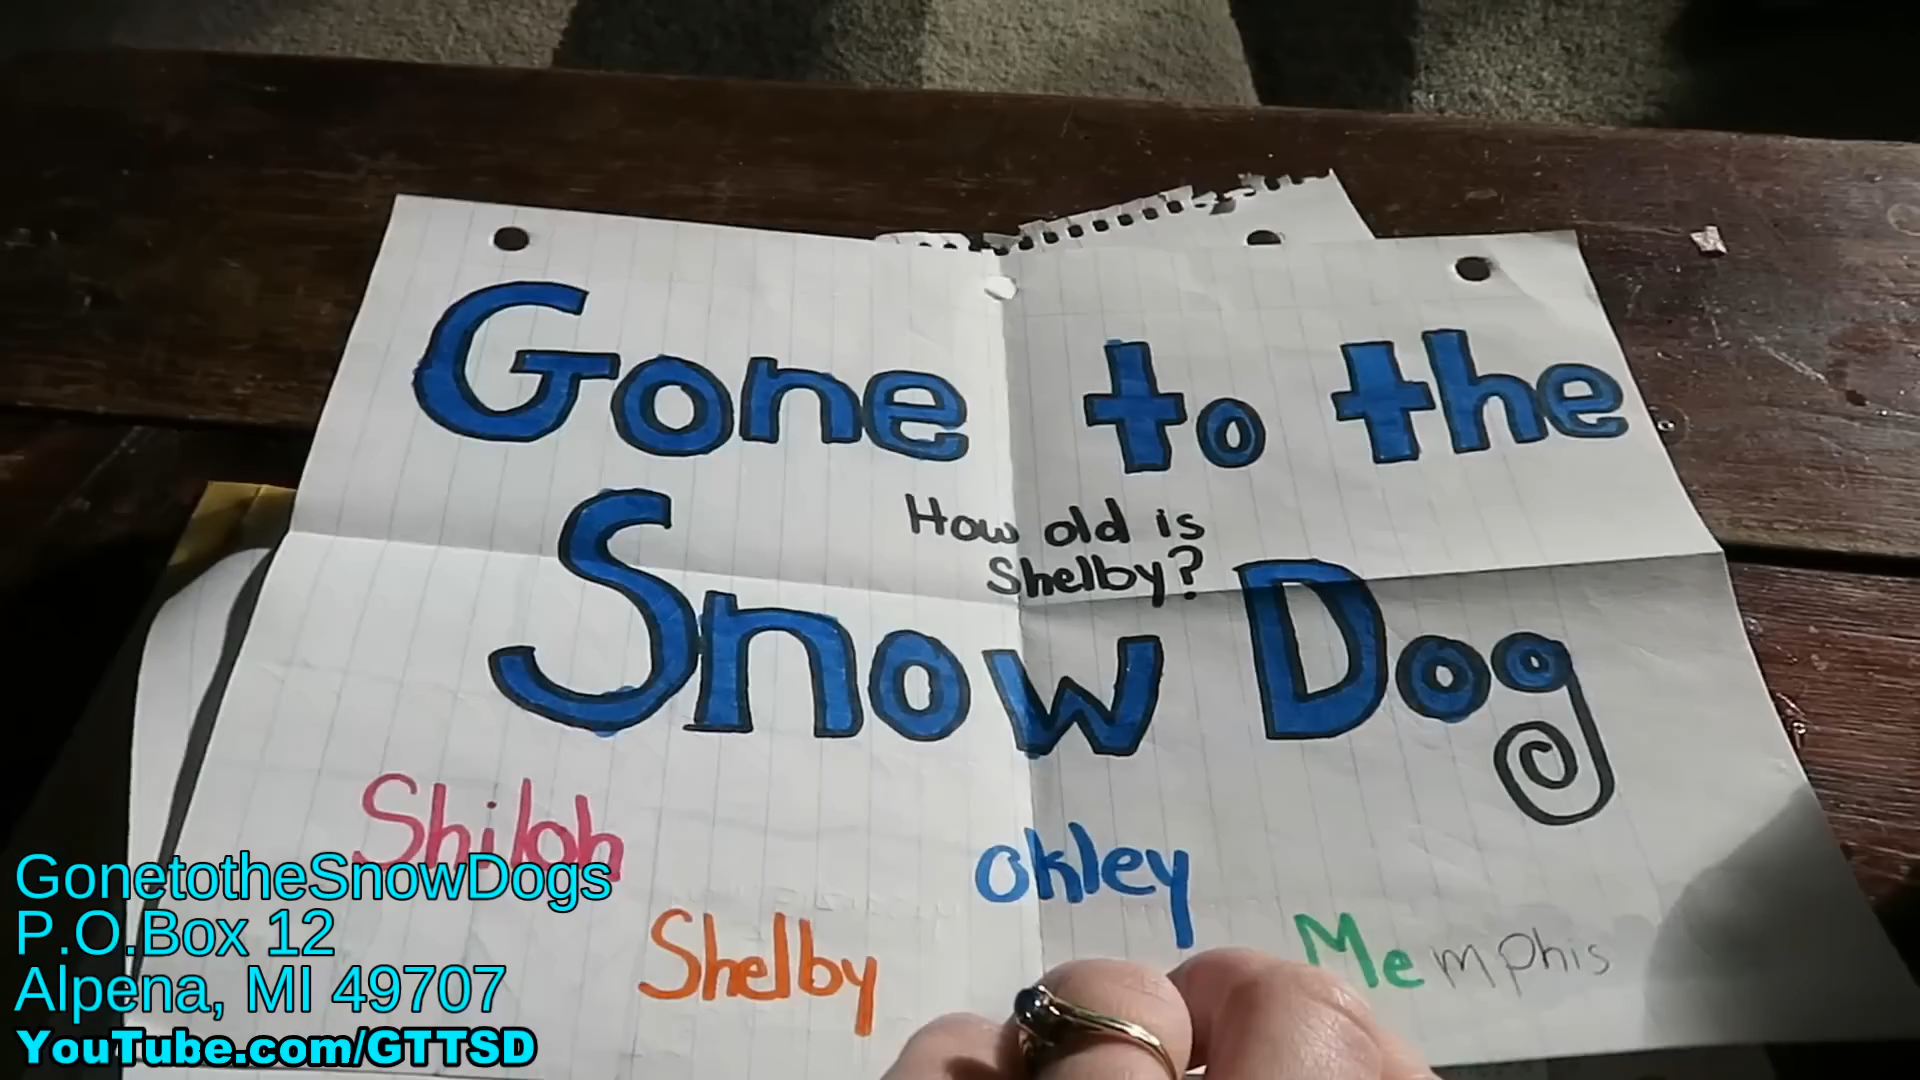 Gone to the
How old is
Shelby?
Snow Dog
Shiloh
okley
Shelby
Memphis
GonetotheSnowDogs
P.O.Box 12
Alpena, MI 49707
YouTube.com/GTTSD